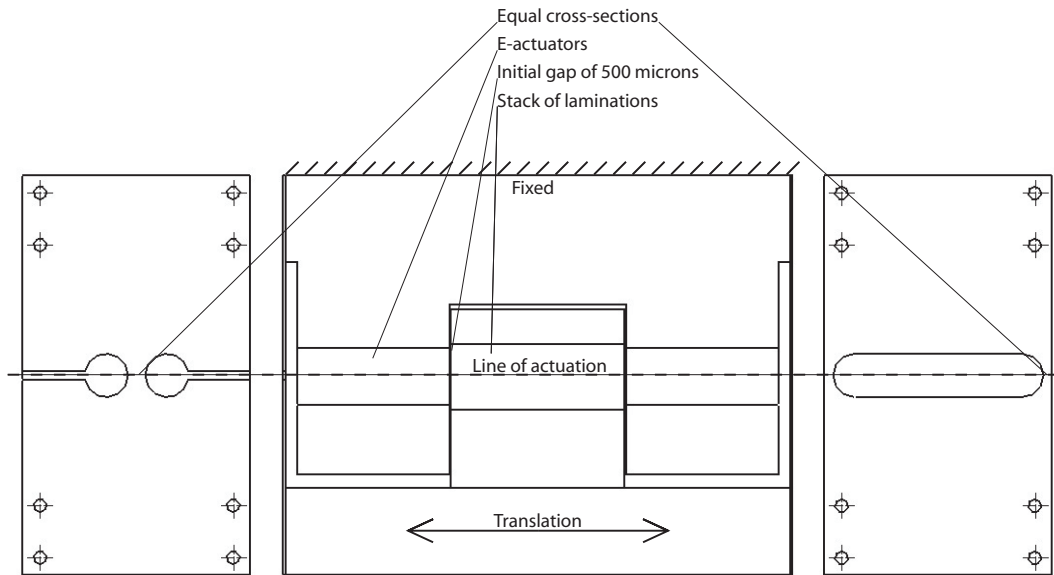 Equal cross-sections
E-actuators
Initial gap of 500 microns
Stack of laminations
Fixed
Line of actuation
Translation